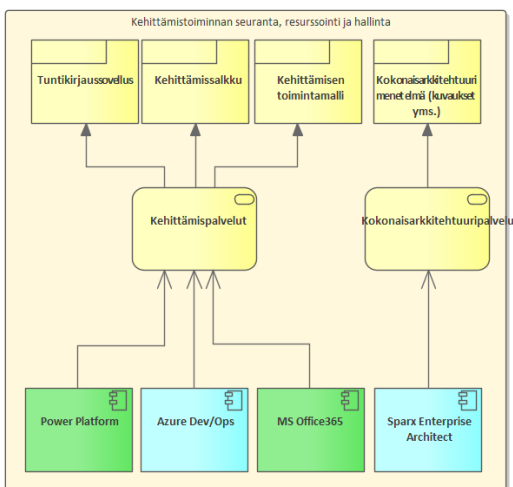 Kehittämistoiminnan seuranta, resurssointi ja hallinta
Tuntikirjaussovellus
Kehittämissalkku
Kehittämisen
toimintamalli
Kokonaisarkkitehtuuri
menetelmä (kuvaukset
yms.)
Kehittämispalvelut
Kokonaisarkkitehtuuripalvelut
Power Platform
Azure Dev/Ops
MS Office365
Sparx Enterprise
Architect